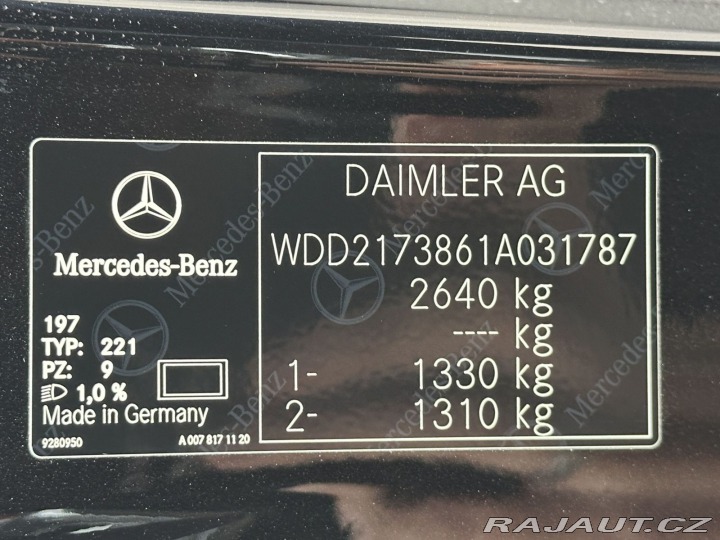 Mercedes-Benz
197
TYP: 221
PZ: 9
1,0 %
Made in Germany
9280950
A 007 817 11 20
DAIMLER AG
WDD2173861A031787
2640 kg
---- kg
1- 1330 kg
2- 1310 kg
RAJAUT.CZ